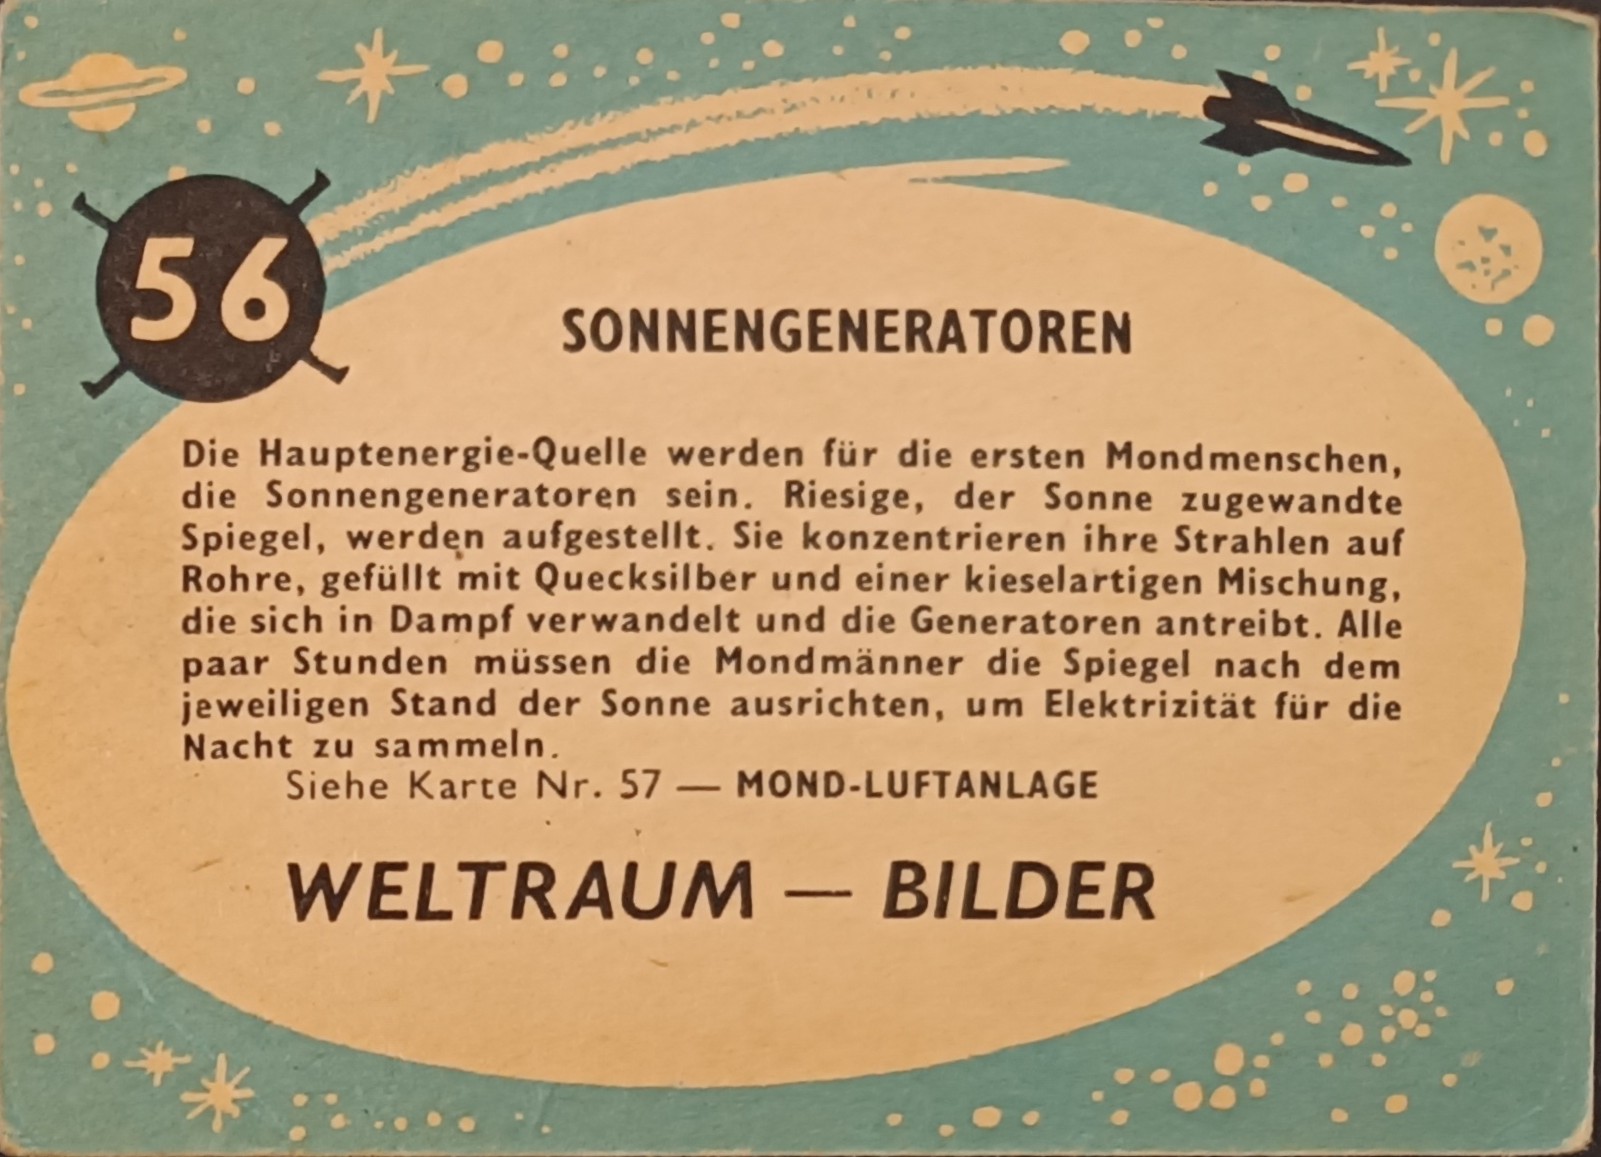 56
SONNENGENERATOREN
Die Hauptenergie-Quelle werden für die ersten Mondmenschen,
die Sonnengeneratoren sein. Riesige, der Sonne zugewandte
Spiegel, werden aufgestellt. Sie konzentrieren ihre Strahlen auf
Rohre, gefüllt mit Quecksilber und einer kieselartigen Mischung,
die sich in Dampf verwandelt und die Generatoren antreibt. Alle
paar Stunden müssen die Mondmänner die Spiegel nach dem
jeweiligen Stand der Sonne ausrichten, um Elektrizität für die
Nacht zu sammeln.
Siehe Karte Nr. 57 — MOND-LUFTANLAGE
WELTRAUM — BILDER